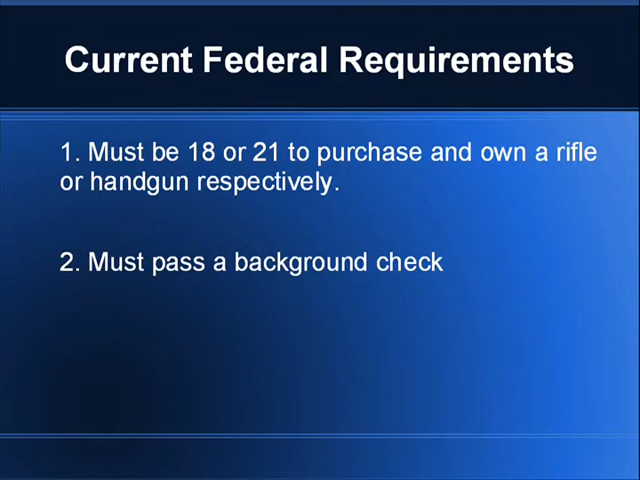 Current Federal Requirements
1. Must be 18 or 21 to purchase and own a rifle
or handgun respectively.
2. Must pass a background check